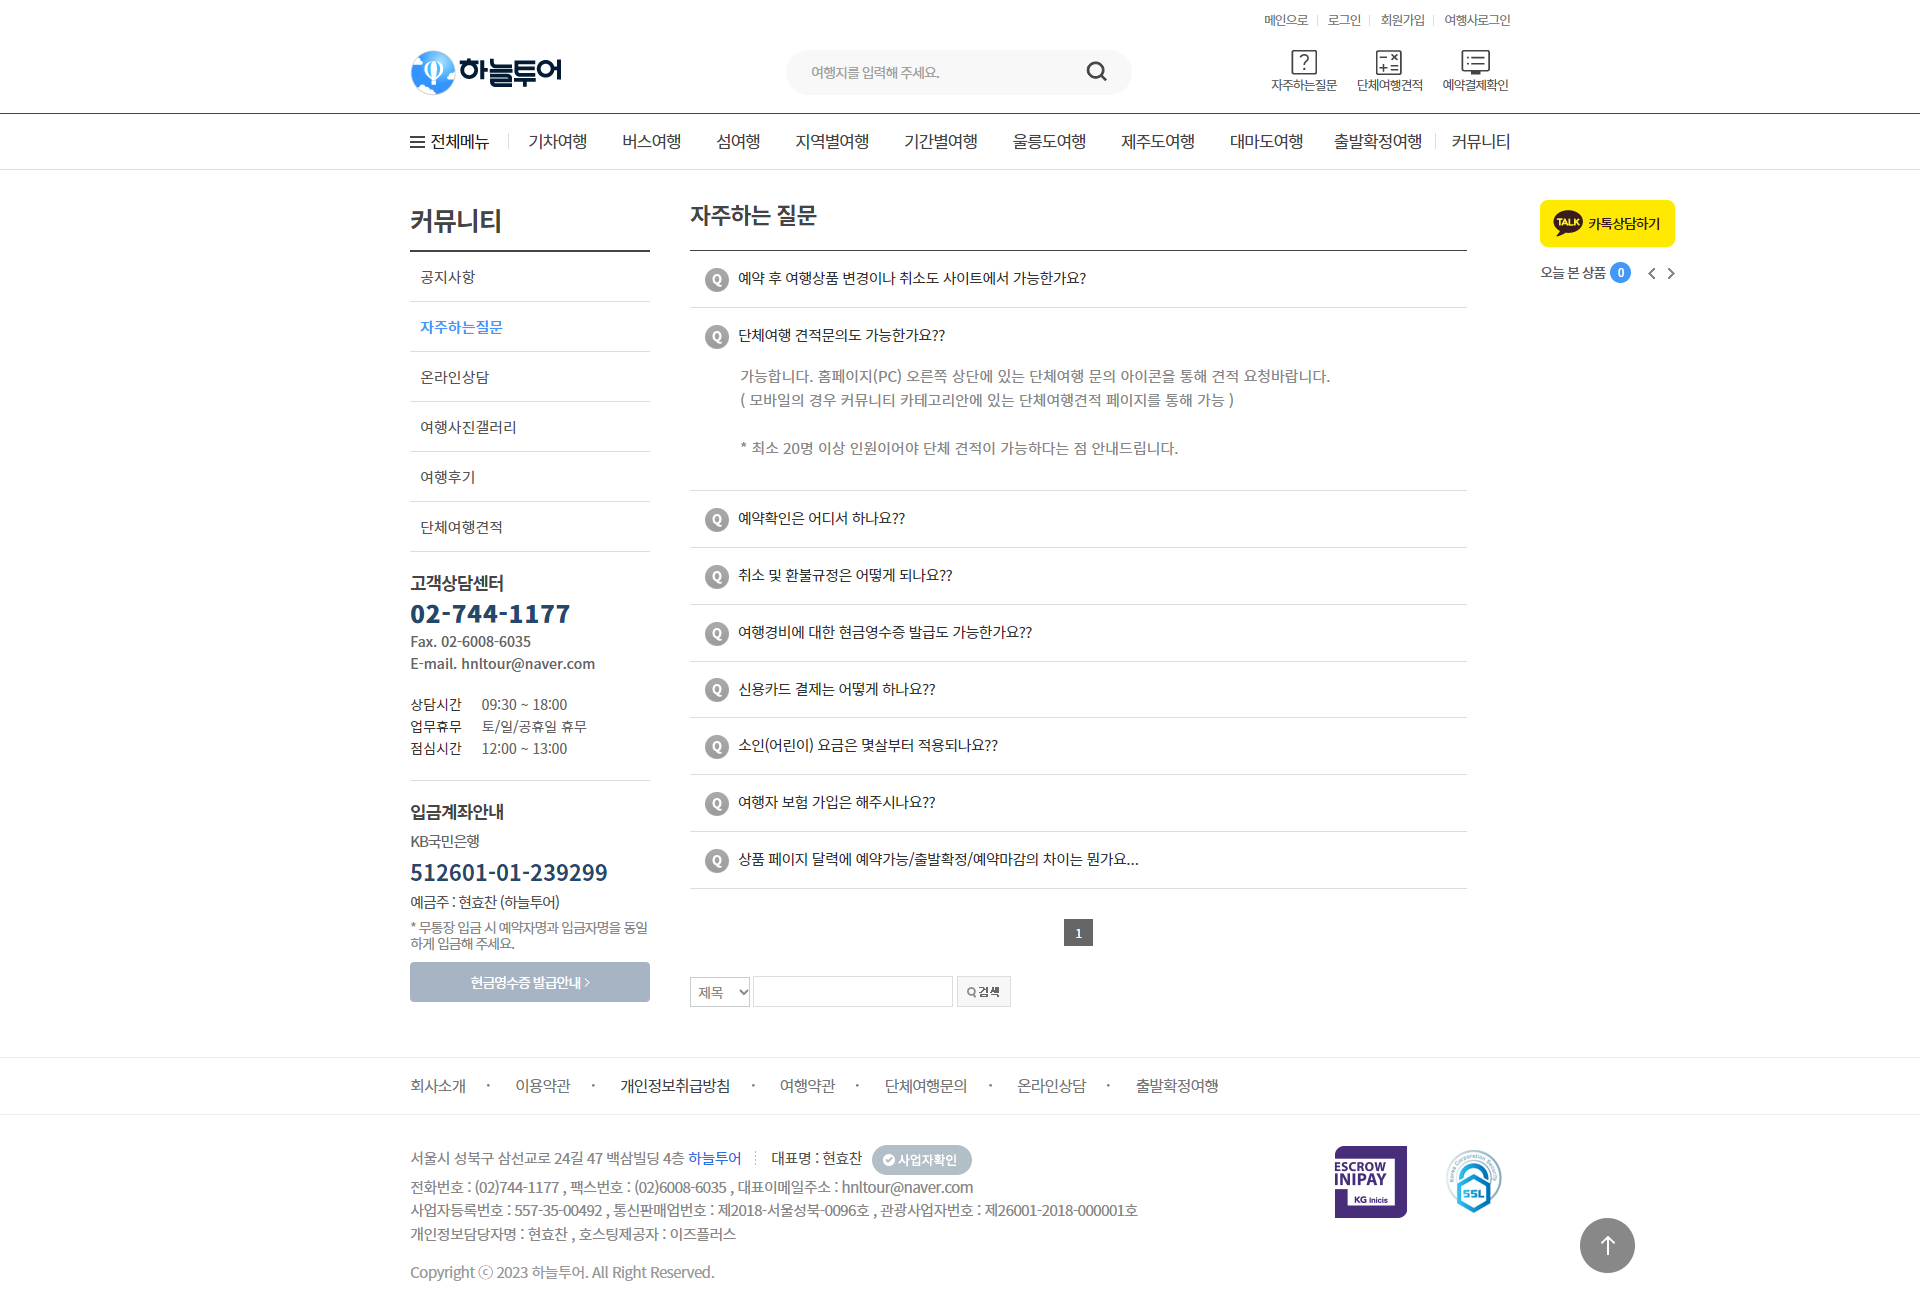 메인으로 로그인 회원가입 여행사로그인
하늘투어
여행지를 입력해 주세요.
자주하는질문 단체여행견적 예약결제확인
전체메뉴 기차여행 버스여행 섬여행 지역별여행 기간별여행 울릉도여행 제주도여행 대마도여행 출발확정여행 커뮤니티
커뮤니티
공지사항
자주하는질문
온라인상담
여행사진갤러리
여행후기
단체여행견적
고객상담센터
02-744-1177
Fax. 02-6008-6035
E-mail. hnltour@naver.com
상담시간 09:30 ~ 18:00
업무휴무 토/일/공휴일 휴무
점심시간 12:00 ~ 13:00
입금계좌안내
KB국민은행
512601-01-239299
예금주 : 현효찬 (하늘투어)
* 무통장 입금 시 예약자명과 입금자명을 동일
하게 입금해 주세요.
현금영수증 발급안내 >
자주하는 질문
Q 예약 후 여행상품 변경이나 취소도 사이트에서 가능한가요?
Q 단체여행 견적문의도 가능한가요??
가능합니다. 홈페이지(PC) 오른쪽 상단에 있는 단체여행 문의 아이콘을 통해 견적 요청바랍니다.
( 모바일의 경우 커뮤니티 카테고리안에 있는 단체여행견적 페이지를 통해 가능 )
* 최소 20명 이상 인원이어야 단체 견적이 가능하다는 점 안내드립니다.
Q 예약확인은 어디서 하나요??
Q 취소 및 환불규정은 어떻게 되나요??
Q 여행경비에 대한 현금영수증 발급도 가능한가요??
Q 신용카드 결제는 어떻게 하나요??
Q 소인(어린이) 요금은 몇살부터 적용되나요??
Q 여행자 보험 가입은 해주시나요??
Q 상품 페이지 달력에 예약가능/출발확정/예약마감의 차이는 뭔가요...
1
제목 검색
TALK 카톡상담하기
오늘 본 상품 0 < >
회사소개 · 이용약관 · 개인정보취급방침 · 여행약관 · 단체여행문의 · 온라인상담 · 출발확정여행
서울시 성북구 삼선교로 24길 47 백삼빌딩 4층 하늘투어 대표명 : 현효찬 사업자확인
전화번호 : (02)744-1177 , 팩스번호 : (02)6008-6035 , 대표이메일주소 : hnltour@naver.com
사업자등록번호 : 557-35-00492 , 통신판매업번호 : 제2018-서울성북-0096호 , 관광사업자번호 : 제26001-2018-000001호
개인정보담당자명 : 현효찬 , 호스팅제공자 : 이즈플러스
Copyright ⓒ 2023 하늘투어. All Right Reserved.
ESCROW
INIPAY
KG Inicis
Korea Corporation Security
SSL